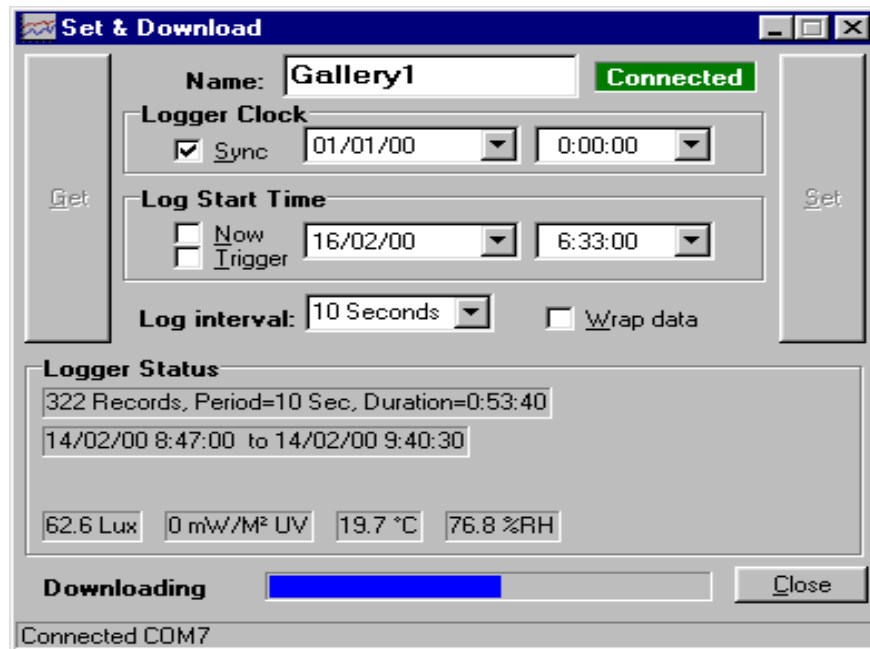 Set & Download
Name: Gallery1 Connected
Logger Clock
Sync 01/01/00 0:00:00
Get
Set
Log Start Time
Now
Trigger
16/02/00 6:33:00
Log interval: 10 Seconds Wrap data
Logger Status
322 Records, Period=10 Sec, Duration=0:53:40
14/02/00 8:47:00 to 14/02/00 9:40:30
62.6 Lux 0 mW/M² UV 19.7 °C 76.8 %RH
Downloading Close
Connected COM7